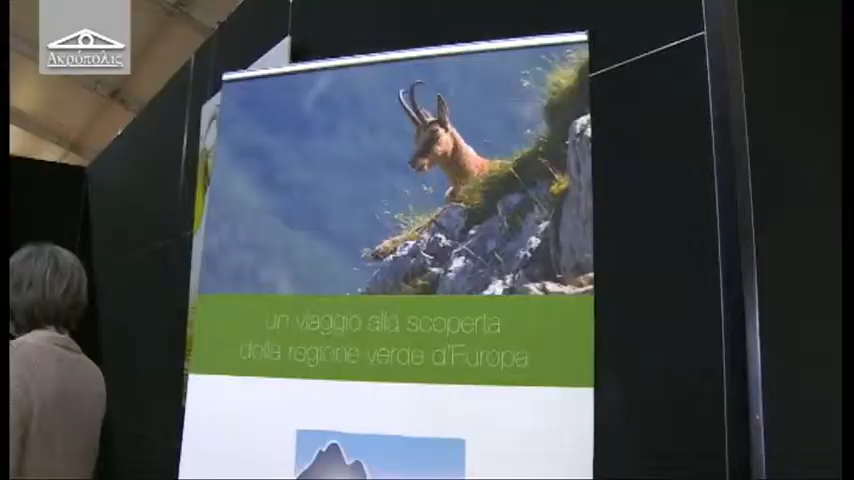 Ακρόπολις
un viaggio alla scoperta
della regione verde d'Europa